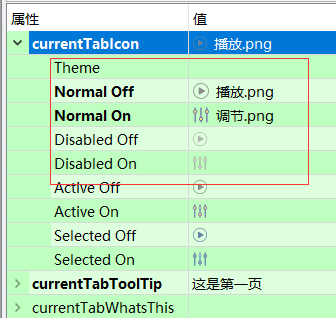 属性 值
currentTabIcon 播放.png
Theme
Normal Off 播放.png
Normal On 调节.png
Disabled Off
Disabled On
Active Off
Active On
Selected Off
Selected On
currentTabToolTip 这是第一页
currentTabWhatsThis